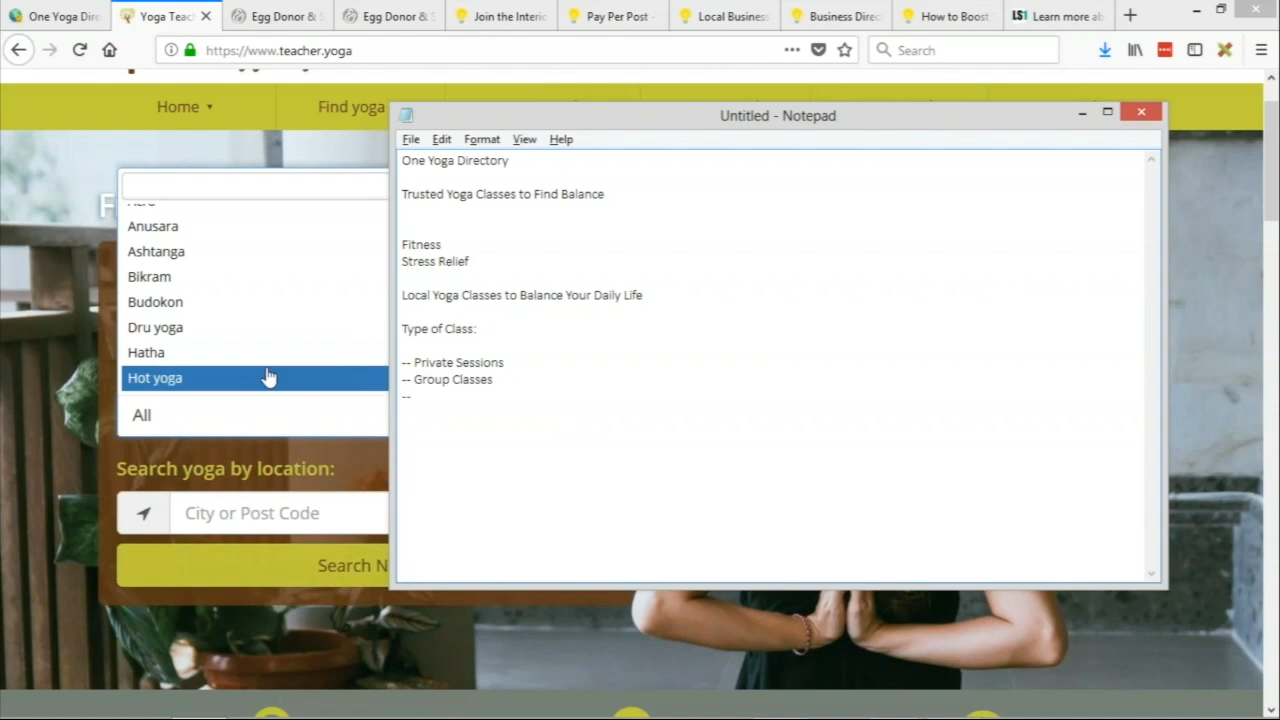 One Yoga Dire
Yoga Teac
Egg Donor & S
Egg Donor & S
Join the Interio
Pay Per Post -
Local Business
Business Direc
How to Boost
LS1 Learn more ab
https://www.teacher.yoga
Search
Home
Find yoga
Untitled - Notepad
File Edit Format View Help
One Yoga Directory
Trusted Yoga Classes to Find Balance
Fitness
Stress Relief
Local Yoga Classes to Balance Your Daily Life
Type of Class:
-- Private Sessions
-- Group Classes
--
Anusara
Ashtanga
Bikram
Budokon
Dru yoga
Hatha
Hot yoga
All
Search yoga by location:
City or Post Code
Search N